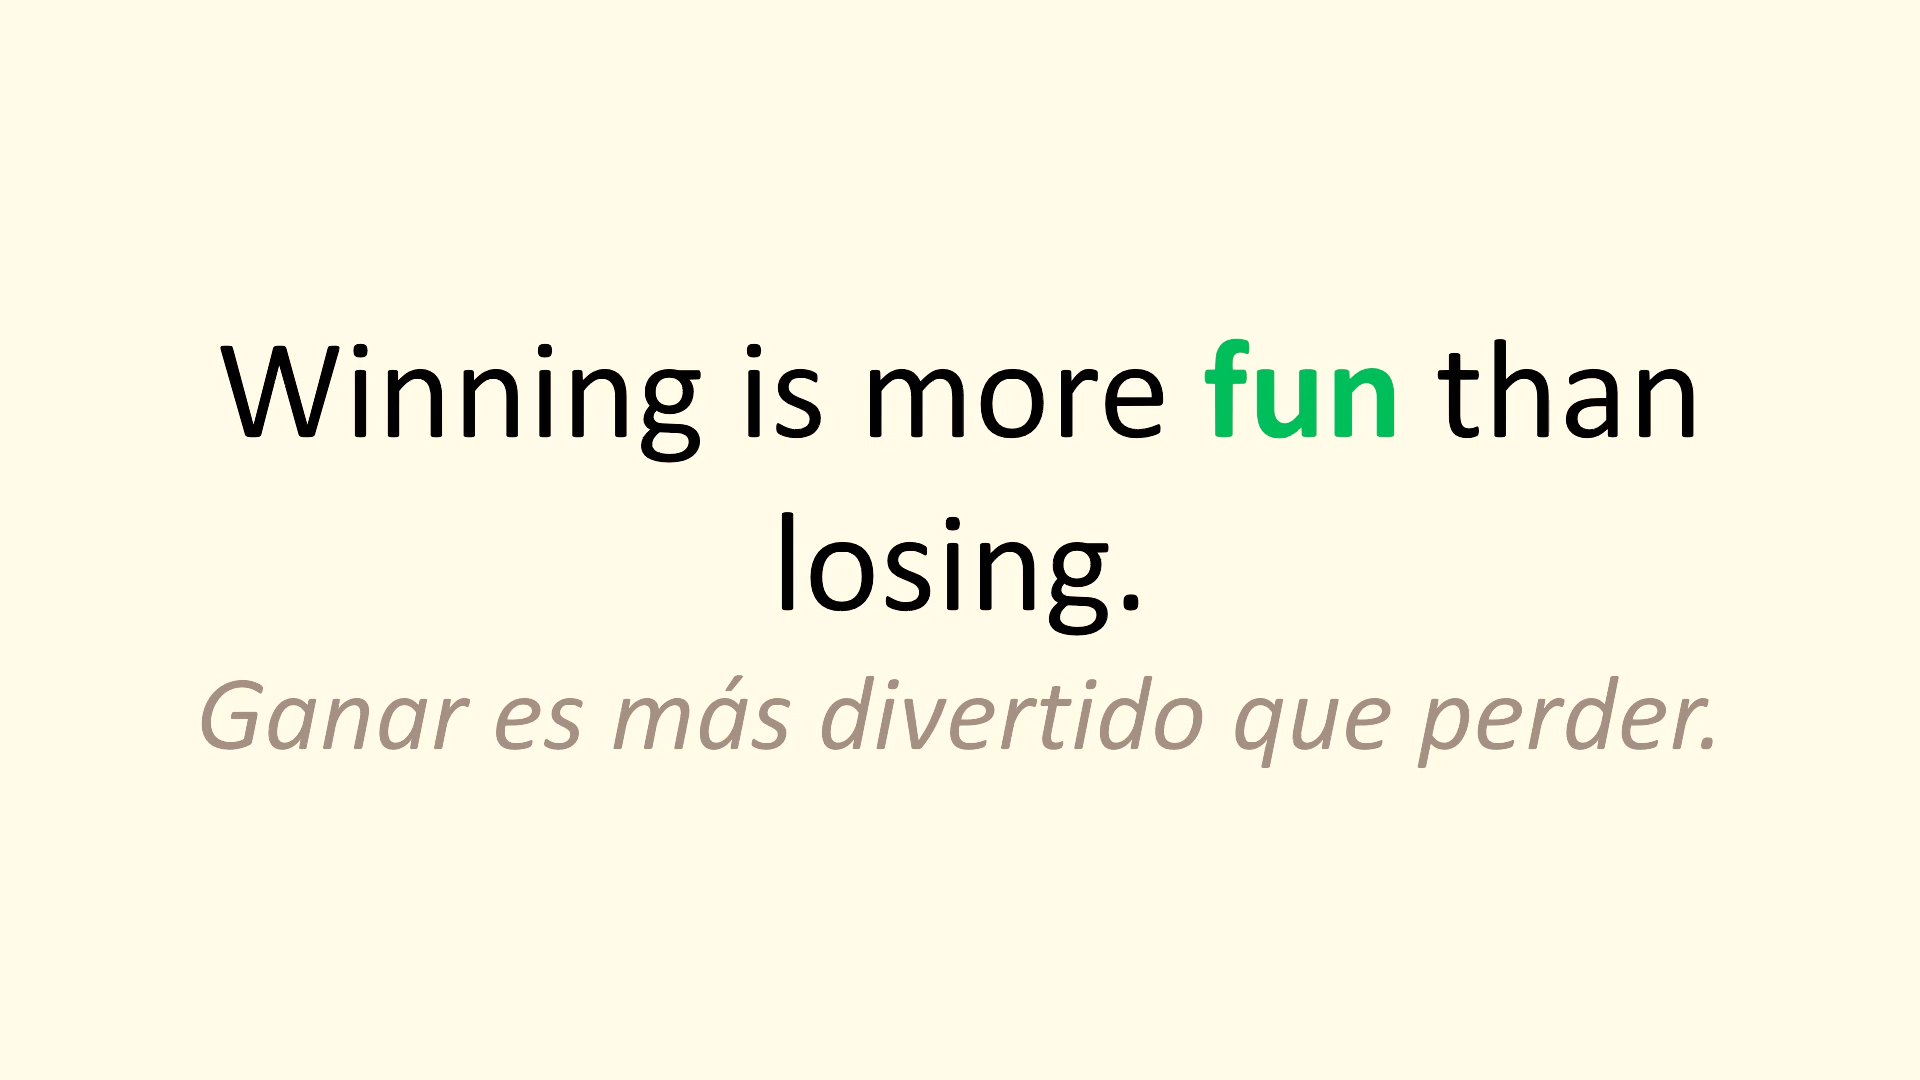 Winning is more fun than
losing.
Ganar es más divertido que perder.